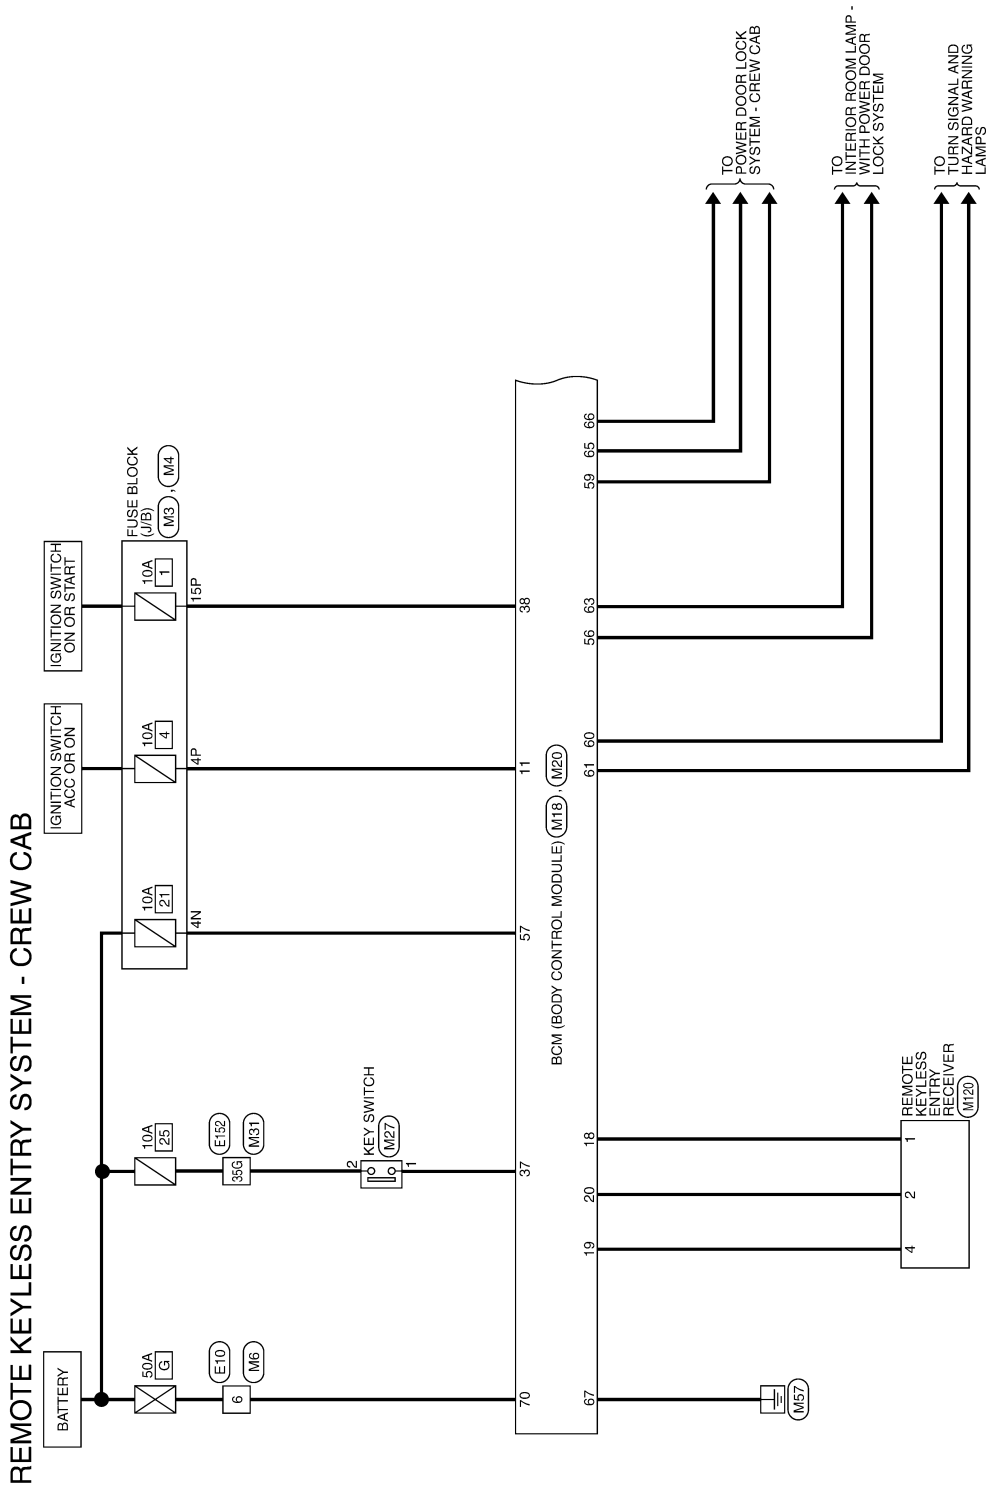 REMOTE KEYLESS ENTRY SYSTEM - CREW CAB
BATTERY
IGNITION SWITCH
ACC OR ON
IGNITION SWITCH
ON OR START
50A
G
10A
25
10A
21
10A
4
10A
1
FUSE BLOCK
(J/B)
M3 , M4
4N
4P
15P
E10
6
M6
E152
35G
M31
KEY SWITCH
M27
2
1
70
37
57
11
38
BCM (BODY CONTROL MODULE) M18 , M20
67
19
20
18
61
60
56
63
59
65
66
TO
POWER DOOR LOCK
SYSTEM - CREW CAB
TO
INTERIOR ROOM LAMP -
WITH POWER DOOR
LOCK SYSTEM
TO
TURN SIGNAL AND
HAZARD WARNING
LAMPS
M57
4
2
1
REMOTE
KEYLESS
ENTRY
RECEIVER
M120